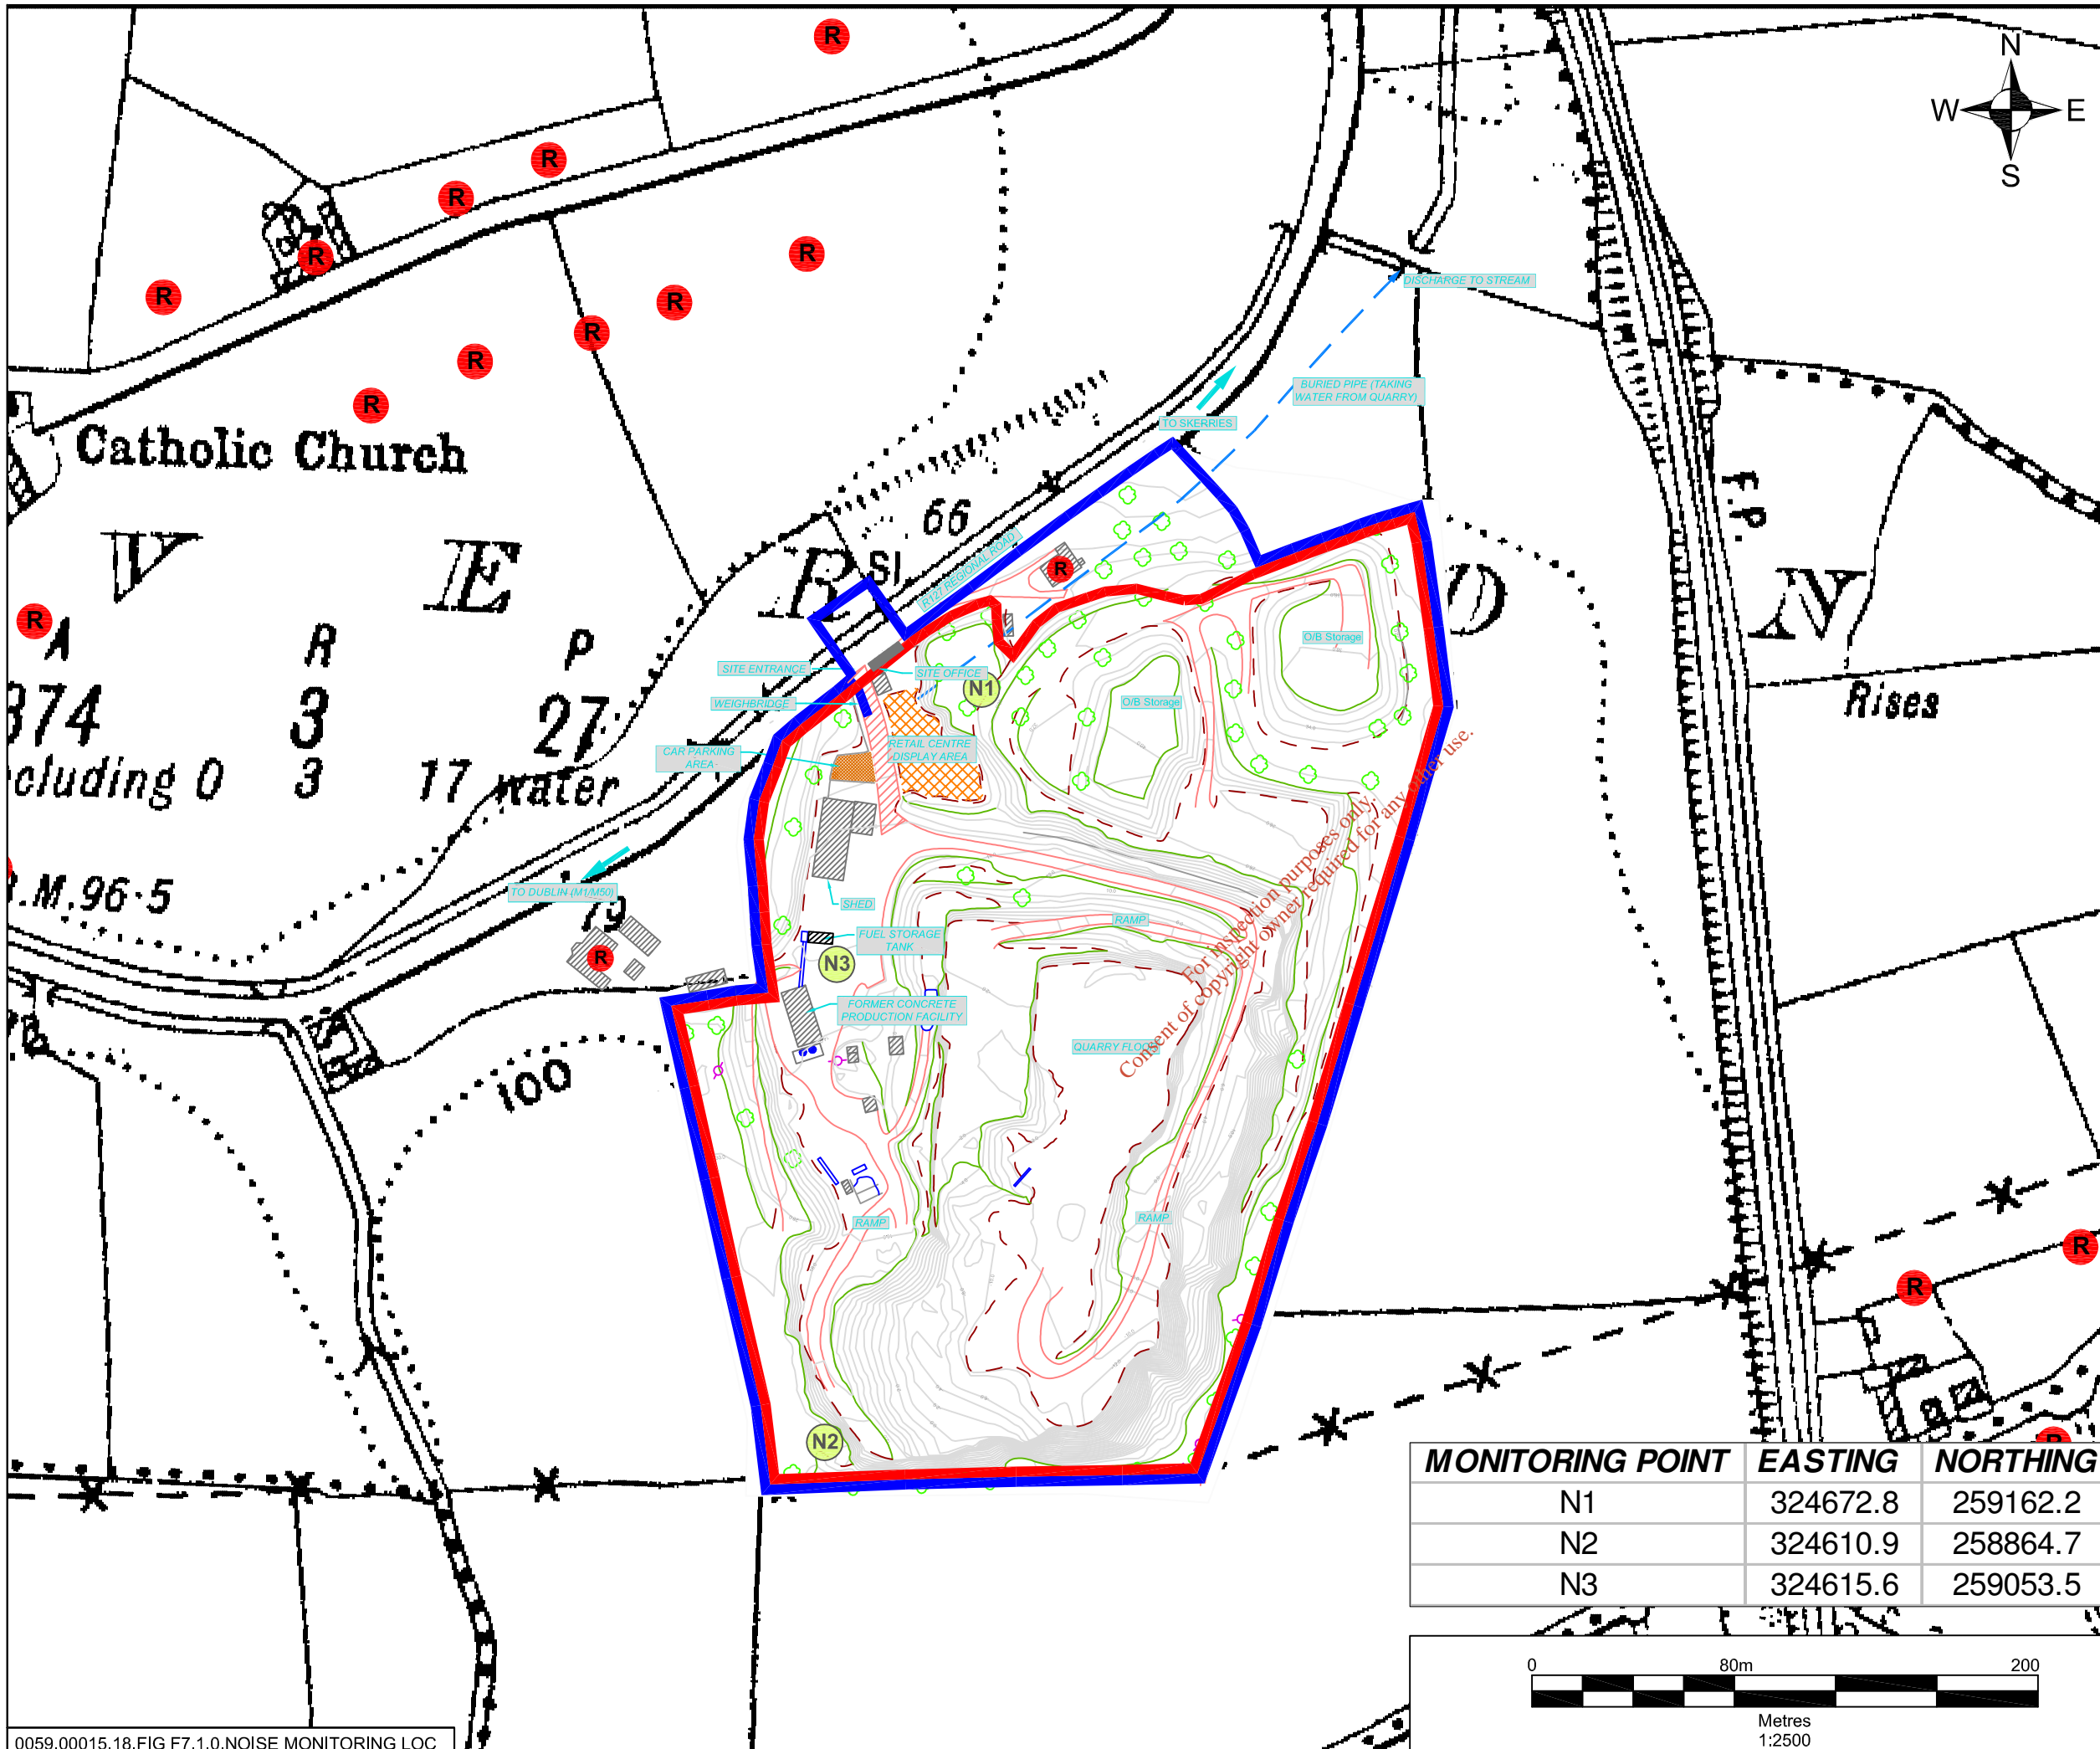 R
N
W E
S
R
R
R
R
R
R
R
R
R
DISCHARGE TO STREAM
BURIED PIPE (TAKING
WATER FROM QUARRY)
TO SKERRIES
Catholic Church
66
F.P.
V E R O N
Sl
R127 REGIONAL ROAD
R
R
A R P
374 3 27
cluding 0 3 17 water
O/B Storage
SITE ENTRANCE
SITE OFFICE
N1
WEIGHBRIDGE
O/B Storage
Rises
CAR PARKING
AREA
RETAIL CENTRE
DISPLAY AREA
.M.96·5
TO DUBLIN (M1/M50)
79
SHED
RAMP
FUEL STORAGE
TANK
R
N3
FORMER CONCRETE
PRODUCTION FACILITY
QUARRY FLOOR
For inspection purposes only.
Consent of copyright owner required for any other use.
100
RAMP
RAMP
R
R
R
N2
MONITORING POINT EASTING NORTHING
N1 324672.8 259162.2
N2 324610.9 258864.7
N3 324615.6 259053.5
0 80m 200
Metres
1:2500
0059.00015.18.FIG F7.1.0.NOISE MONITORING LOC